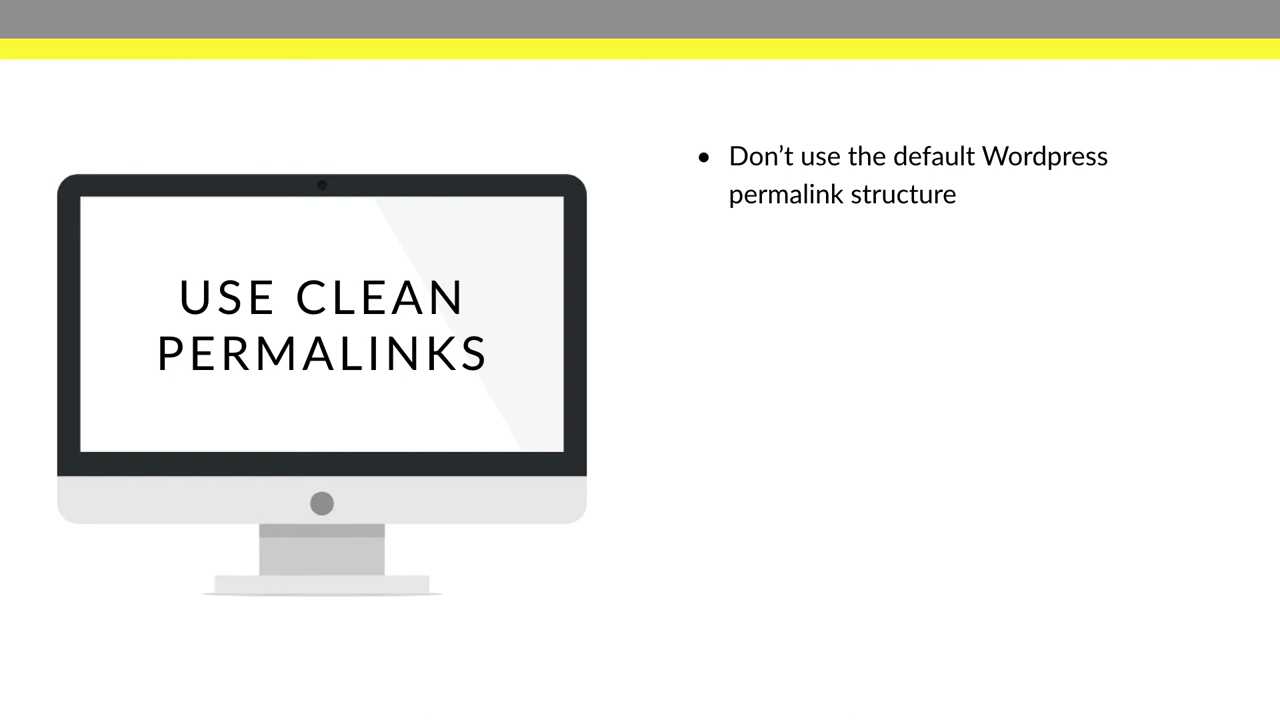 USE CLEAN
PERMALINKS
• Don’t use the default Wordpress
permalink structure